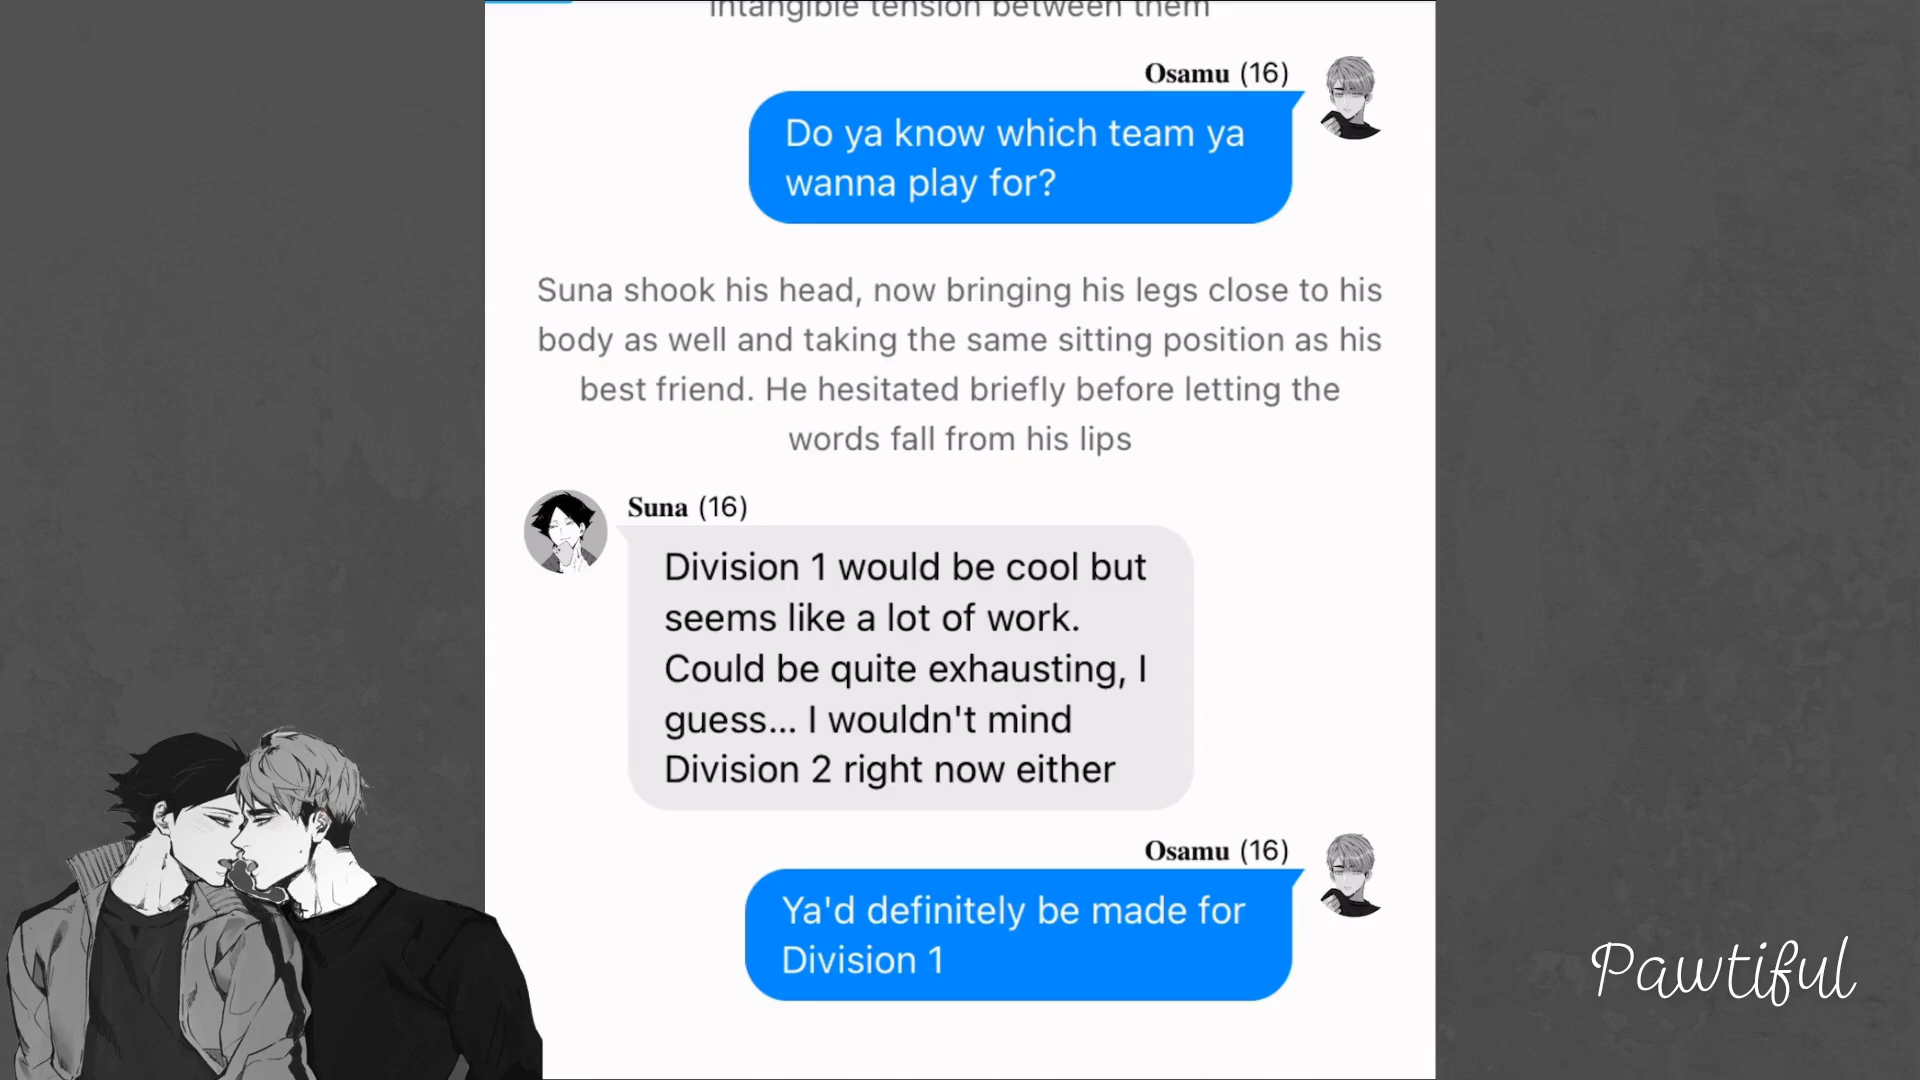 intangible tension between them
Osamu (16)
Do ya know which team ya
wanna play for?
Suna shook his head, now bringing his legs close to his
body as well and taking the same sitting position as his
best friend. He hesitated briefly before letting the
words fall from his lips
Suna (16)
Division 1 would be cool but
seems like a lot of work.
Could be quite exhausting, I
guess... I wouldn't mind
Division 2 right now either
Osamu (16)
Ya'd definitely be made for
Division 1
Pawtiful